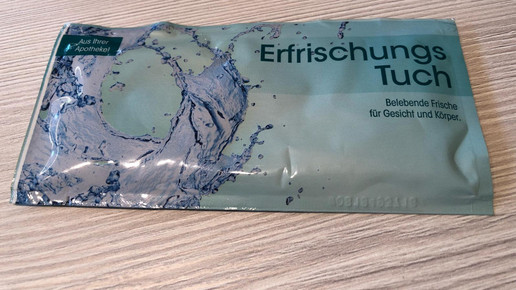 Aus Ihrer
Apotheke!
Erfrischungs
Tuch
Belebende Frische
für Gesicht und Körper.